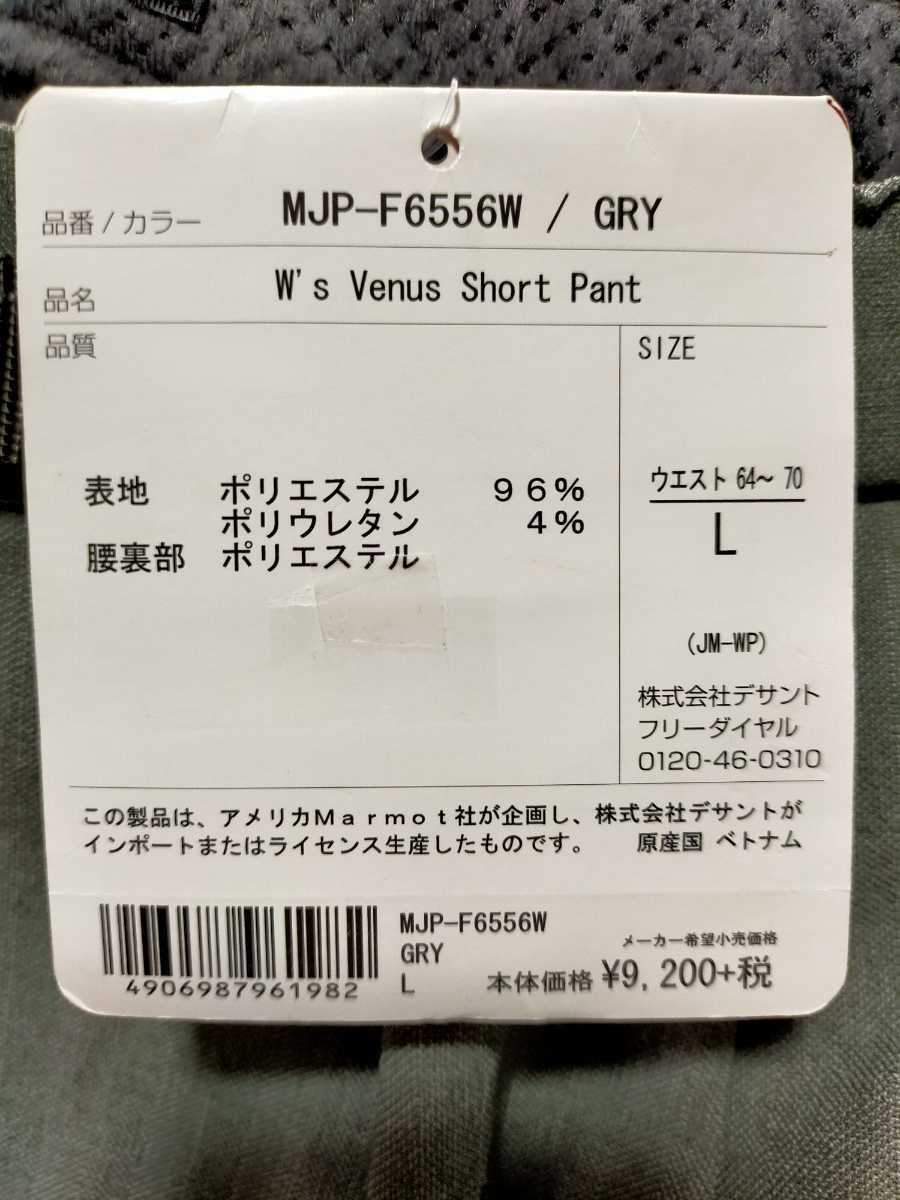 品番/カラー MJP-F6556W / GRY
品名 W's Venus Short Pant
品質
SIZE
表地 ポリエステル 96%
ポリウレタン 4%
腰裏部 ポリエステル
ウエスト 64~ 70
L
(JM-WP)
株式会社デサント
フリーダイヤル
0120-46-0310
この製品は、アメリカMarmot社が企画し、株式会社デサントが
インポートまたはライセンス生産したものです。 原産国 ベトナム
4906987961982
MJP-F6556W
GRY
L
メーカー希望小売価格
本体価格 ¥9,200+税